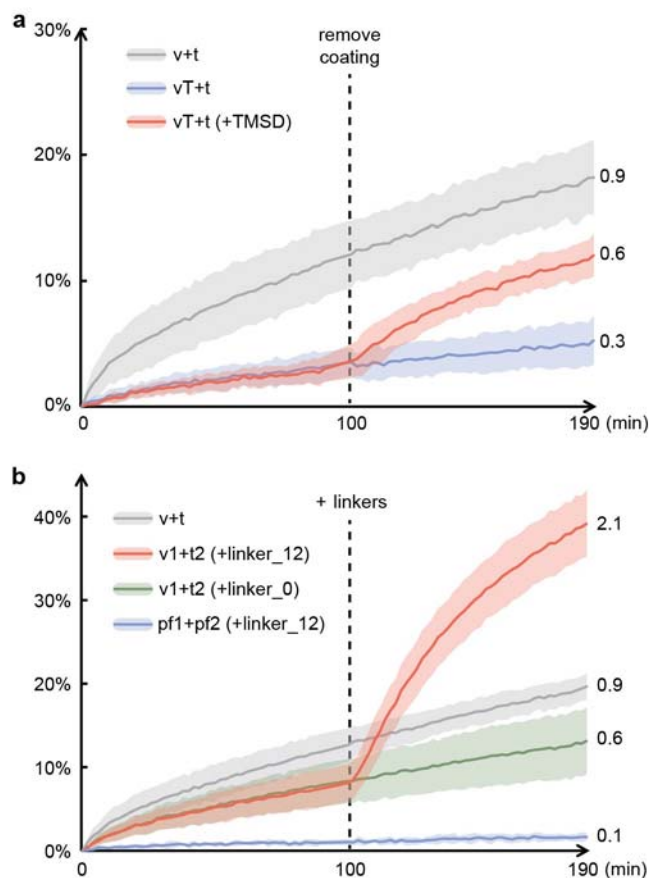 a
30%
20%
10%
0%
v+t
vT+t
vT+t (+TMSD)
remove
coating
0.9
0.6
0.3
0
100
190 (min)
b
40%
30%
20%
10%
0%
+ linkers
v+t
v1+t2 (+linker_12)
v1+t2 (+linker_0)
pf1+pf2 (+linker_12)
2.1
0.9
0.6
0.1
0
100
190 (min)